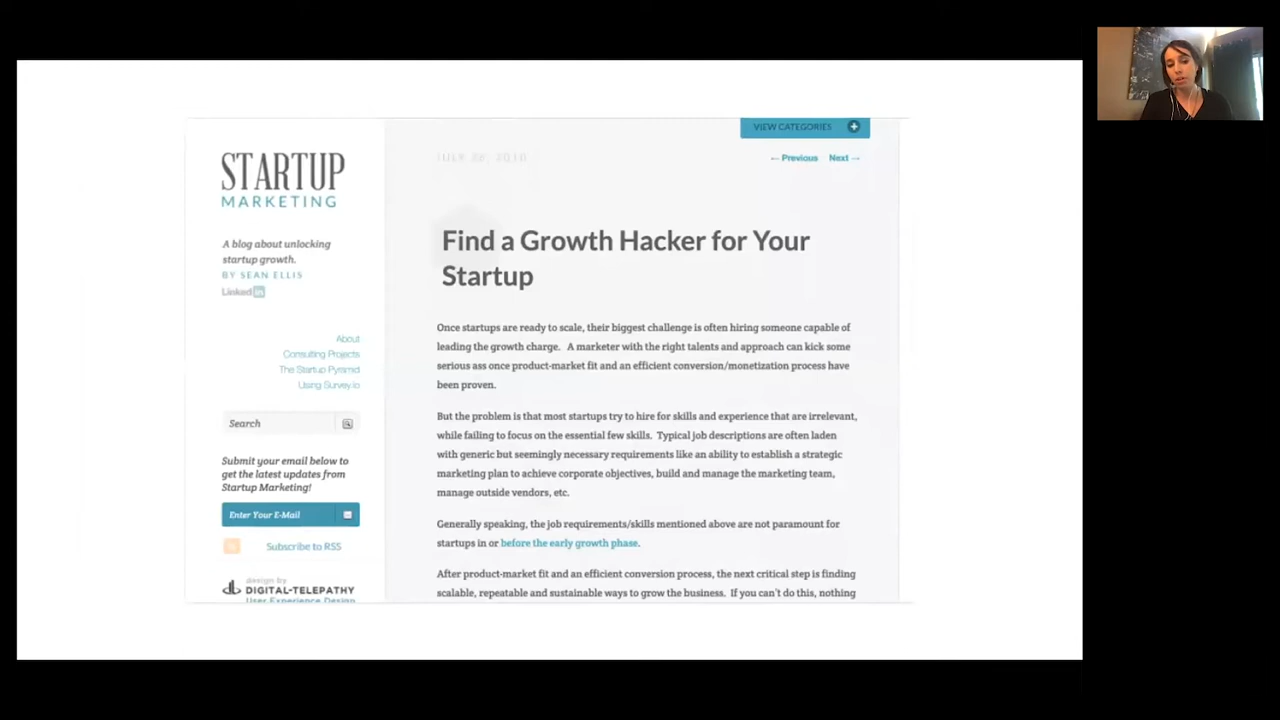 STARTUP
MARKETING
A blog about unlocking
startup growth.
BY SEAN ELLIS
Linked in
About
Consulting Projects
The Startup Pyramid
Using Survey.io
Search
Submit your email below to
get the latest updates from
Startup Marketing!
Enter Your E-Mail
Subscribe to RSS
design by
DIGITAL-TELEPATHY
User Experience Design
VIEW CATEGORIES
JULY 26, 2010
← Previous Next →
Find a Growth Hacker for Your
Startup
Once startups are ready to scale, their biggest challenge is often hiring someone capable of
leading the growth charge. A marketer with the right talents and approach can kick some
serious ass once product-market fit and an efficient conversion/monetization process have
been proven.
But the problem is that most startups try to hire for skills and experience that are irrelevant,
while failing to focus on the essential few skills. Typical job descriptions are often laden
with generic but seemingly necessary requirements like an ability to establish a strategic
marketing plan to achieve corporate objectives, build and manage the marketing team,
manage outside vendors, etc.
Generally speaking, the job requirements/skills mentioned above are not paramount for
startups in or before the early growth phase.
After product-market fit and an efficient conversion process, the next critical step is finding
scalable, repeatable and sustainable ways to grow the business. If you can't do this, nothing